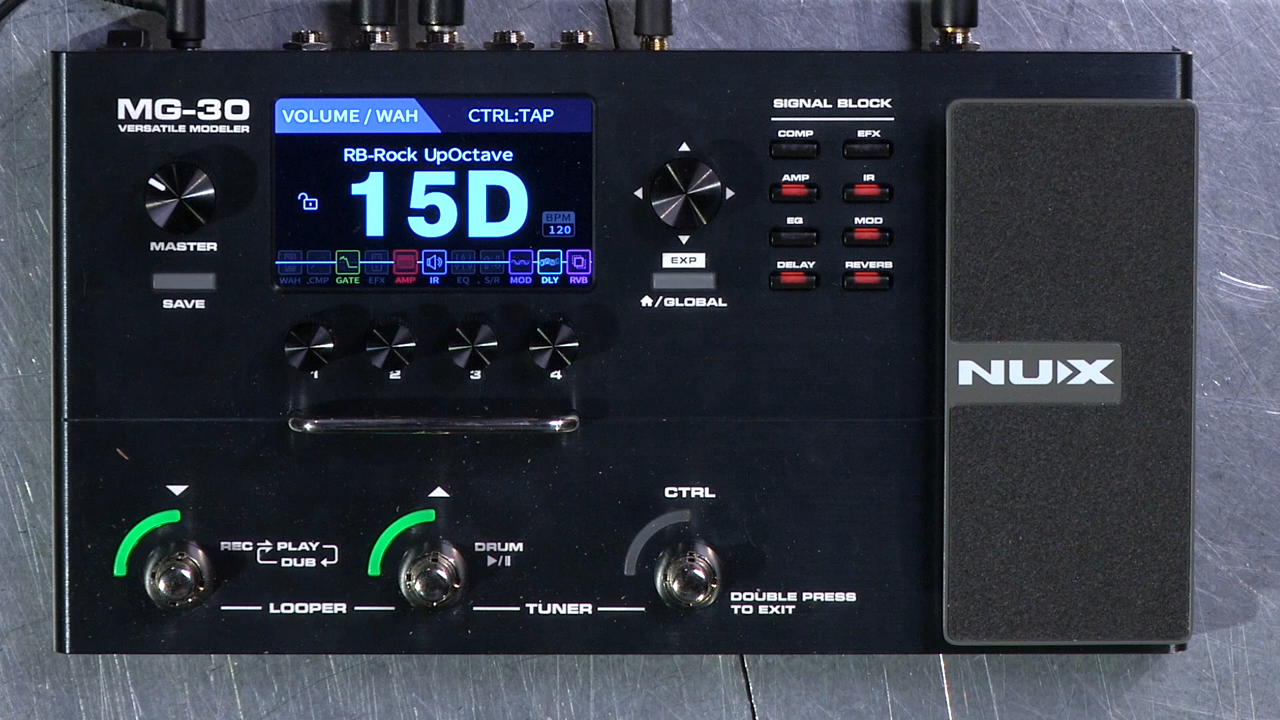 MG-30
VERSATILE MODELER
MASTER
SAVE
VOLUME / WAH
CTRL:TAP
RB-Rock UpOctave
15D
BPM
120
WAH CMP GATE EFX AMP IR EQ S/R MOD DLY RVB
1 2 3 4
EXP
/GLOBAL
SIGNAL BLOCK
COMP EFX
AMP IR
EQ MOD
DELAY REVERB
NUX
CTRL
REC PLAY
DUB
DRUM
LOOPER
TUNER
DOUBLE PRESS
TO EXIT